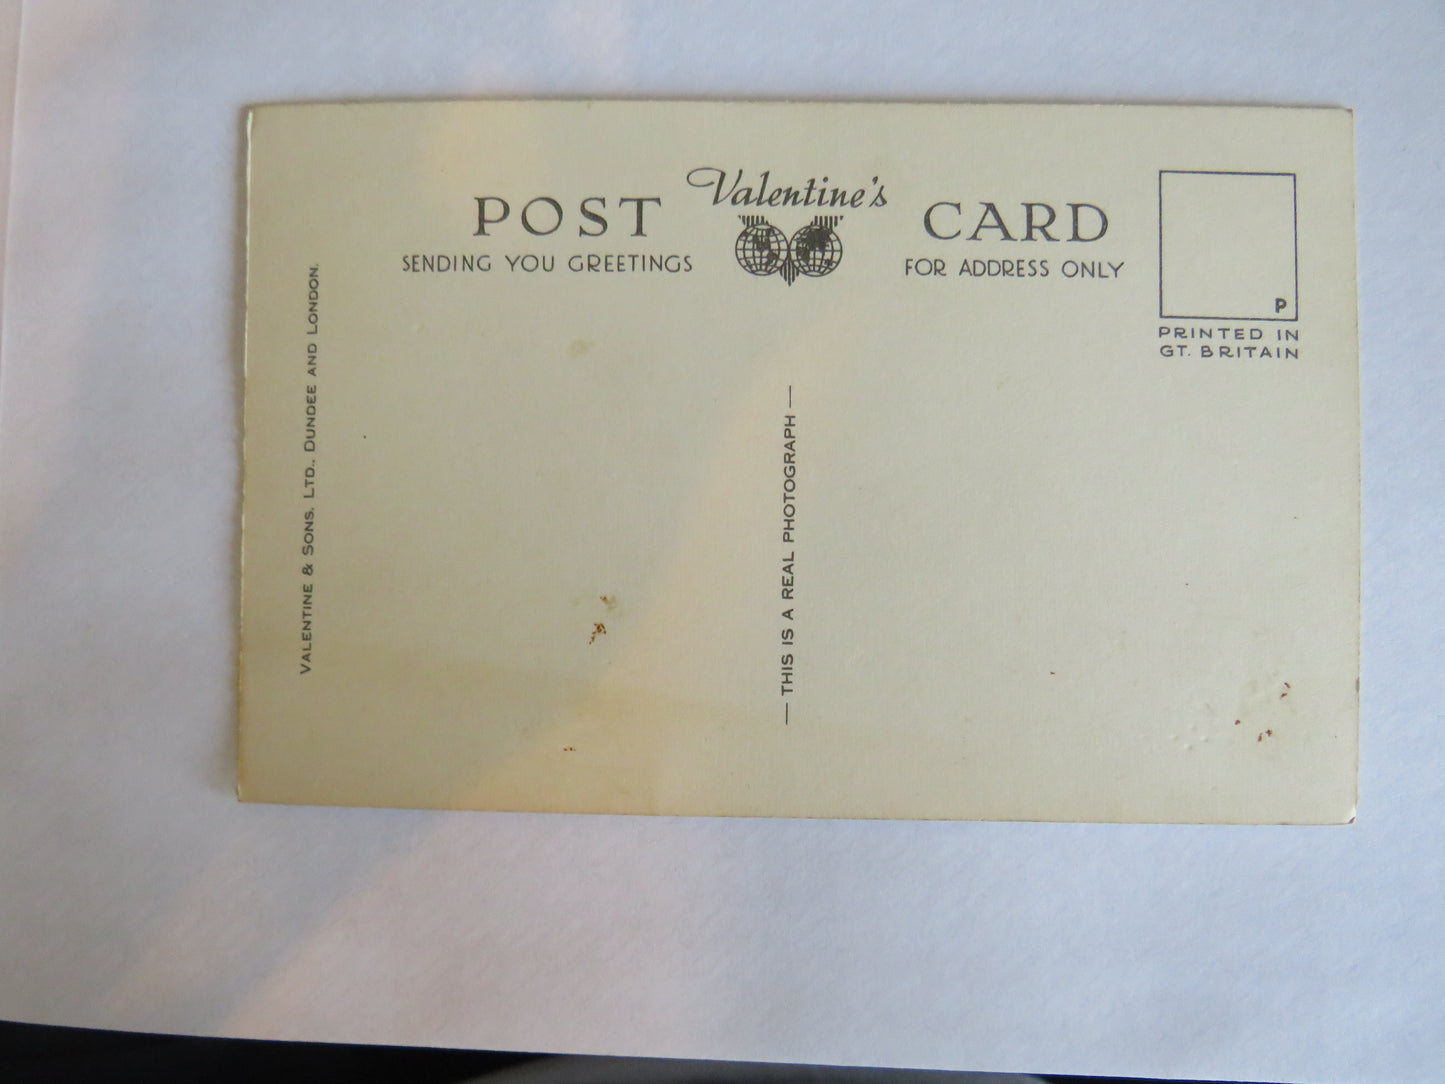 POST Valentine's CARD
SENDING YOU GREETINGS FOR ADDRESS ONLY
P
PRINTED IN
GT. BRITAIN
VALENTINE & SONS. LTD., DUNDEE AND LONDON.
— THIS IS A REAL PHOTOGRAPH —